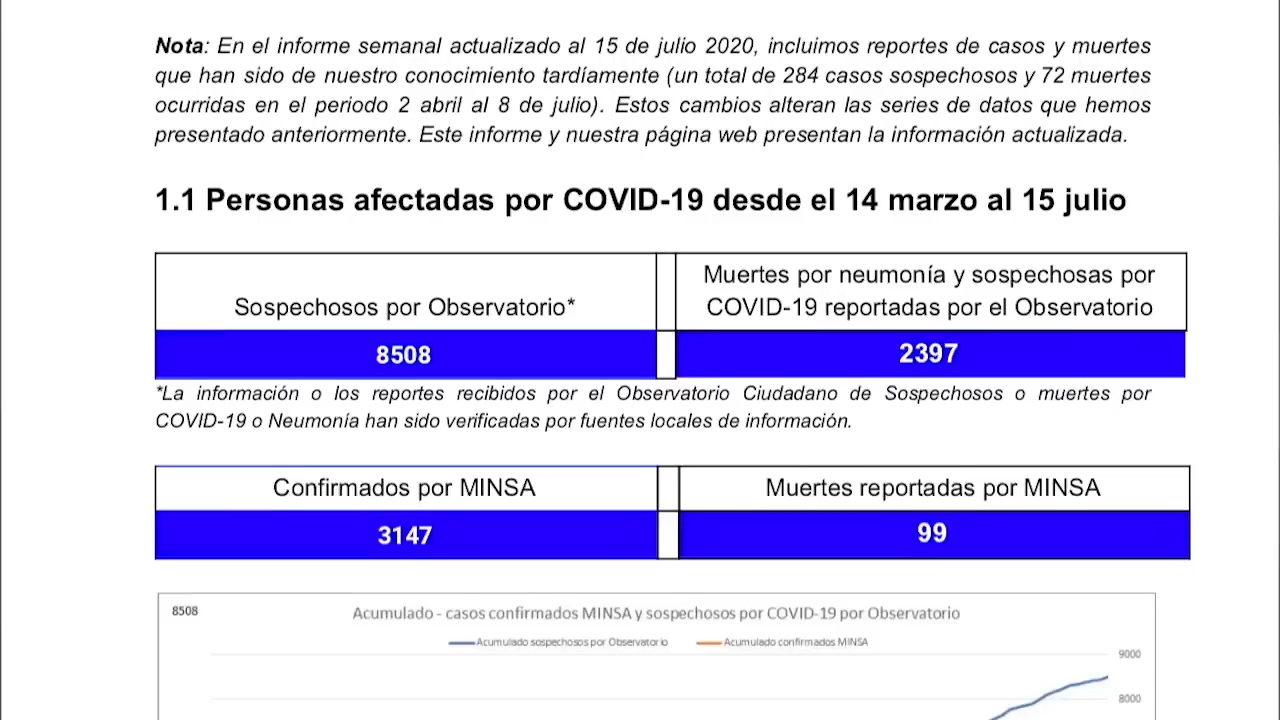 Nota: En el informe semanal actualizado al 15 de julio 2020, incluimos reportes de casos y muertes
que han sido de nuestro conocimiento tardíamente (un total de 284 casos sospechosos y 72 muertes
ocurridas en el periodo 2 abril al 8 de julio). Estos cambios alteran las series de datos que hemos
presentado anteriormente. Este informe y nuestra página web presentan la información actualizada.
1.1 Personas afectadas por COVID-19 desde el 14 marzo al 15 julio
Sospechosos por Observatorio*
Muertes por neumonía y sospechosas por
COVID-19 reportadas por el Observatorio
8508
2397
*La información o los reportes recibidos por el Observatorio Ciudadano de Sospechosos o muertes por
COVID-19 o Neumonía han sido verificadas por fuentes locales de información.
Confirmados por MINSA
Muertes reportadas por MINSA
3147
99
8508
Acumulado - casos confirmados MINSA y sospechosos por COVID-19 por Observatorio
Acumulado sospechosos por Observatorio
Acumulado confirmados MINSA
9000
8000